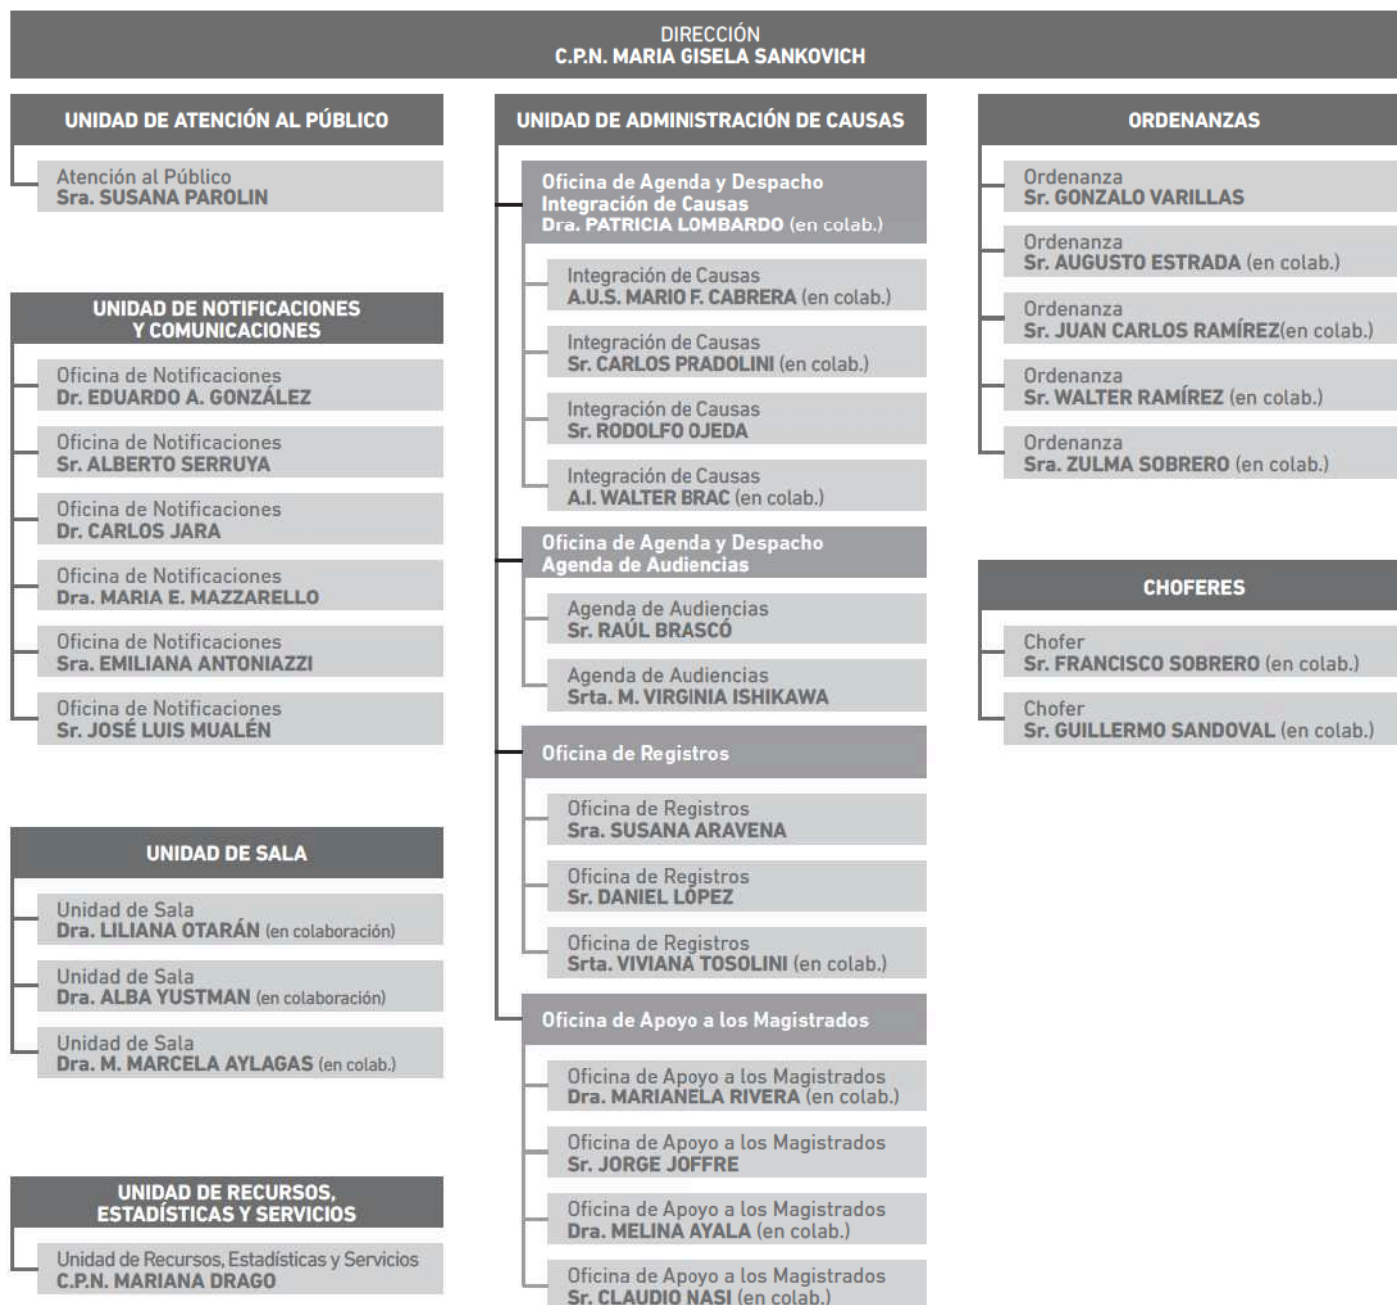 DIRECCIÓN
C.P.N. MARIA GISELA SANKOVICH
UNIDAD DE ATENCIÓN AL PÚBLICO
Atención al Público
Sra. SUSANA PAROLIN
UNIDAD DE NOTIFICACIONES
Y COMUNICACIONES
Oficina de Notificaciones
Dr. EDUARDO A. GONZÁLEZ
Oficina de Notificaciones
Sr. ALBERTO SERRUYA
Oficina de Notificaciones
Dr. CARLOS JARA
Oficina de Notificaciones
Dra. MARIA E. MAZZARELLO
Oficina de Notificaciones
Sra. EMILIANA ANTONIAZZI
Oficina de Notificaciones
Sr. JOSÉ LUIS MUALÉN
UNIDAD DE SALA
Unidad de Sala
Dra. LILIANA OTARÁN (en colaboración)
Unidad de Sala
Dra. ALBA YUSTMAN (en colaboración)
Unidad de Sala
Dra. M. MARCELA AYLAGAS (en colab.)
UNIDAD DE RECURSOS,
ESTADÍSTICAS Y SERVICIOS
Unidad de Recursos, Estadísticas y Servicios
C.P.N. MARIANA DRAGO
UNIDAD DE ADMINISTRACIÓN DE CAUSAS
Oficina de Agenda y Despacho
Integración de Causas
Dra. PATRICIA LOMBARDO (en colab.)
Integración de Causas
A.U.S. MARIO F. CABRERA (en colab.)
Integración de Causas
Sr. CARLOS PRADOLINI (en colab.)
Integración de Causas
Sr. RODOLFO OJEDA
Integración de Causas
A.I. WALTER BRAC (en colab.)
Oficina de Agenda y Despacho
Agenda de Audiencias
Agenda de Audiencias
Sr. RAÚL BRASCÓ
Agenda de Audiencias
Srta. M. VIRGINIA ISHIKAWA
Oficina de Registros
Oficina de Registros
Sra. SUSANA ARAVENA
Oficina de Registros
Sr. DANIEL LÓPEZ
Oficina de Registros
Srta. VIVIANA TOSOLINI (en colab.)
Oficina de Apoyo a los Magistrados
Oficina de Apoyo a los Magistrados
Dra. MARIANELA RIVERA (en colab.)
Oficina de Apoyo a los Magistrados
Sr. JORGE JOFFRE
Oficina de Apoyo a los Magistrados
Dra. MELINA AYALA (en colab.)
Oficina de Apoyo a los Magistrados
Sr. CLAUDIO NASI (en colab.)
ORDENANZAS
Ordenanza
Sr. GONZALO VARILLAS
Ordenanza
Sr. AUGUSTO ESTRADA (en colab.)
Ordenanza
Sr. JUAN CARLOS RAMÍREZ(en colab.)
Ordenanza
Sr. WALTER RAMÍREZ (en colab.)
Ordenanza
Sra. ZULMA SOBRERO (en colab.)
CHOFERES
Chofer
Sr. FRANCISCO SOBRERO (en colab.)
Chofer
Sr. GUILLERMO SANDOVAL (en colab.)